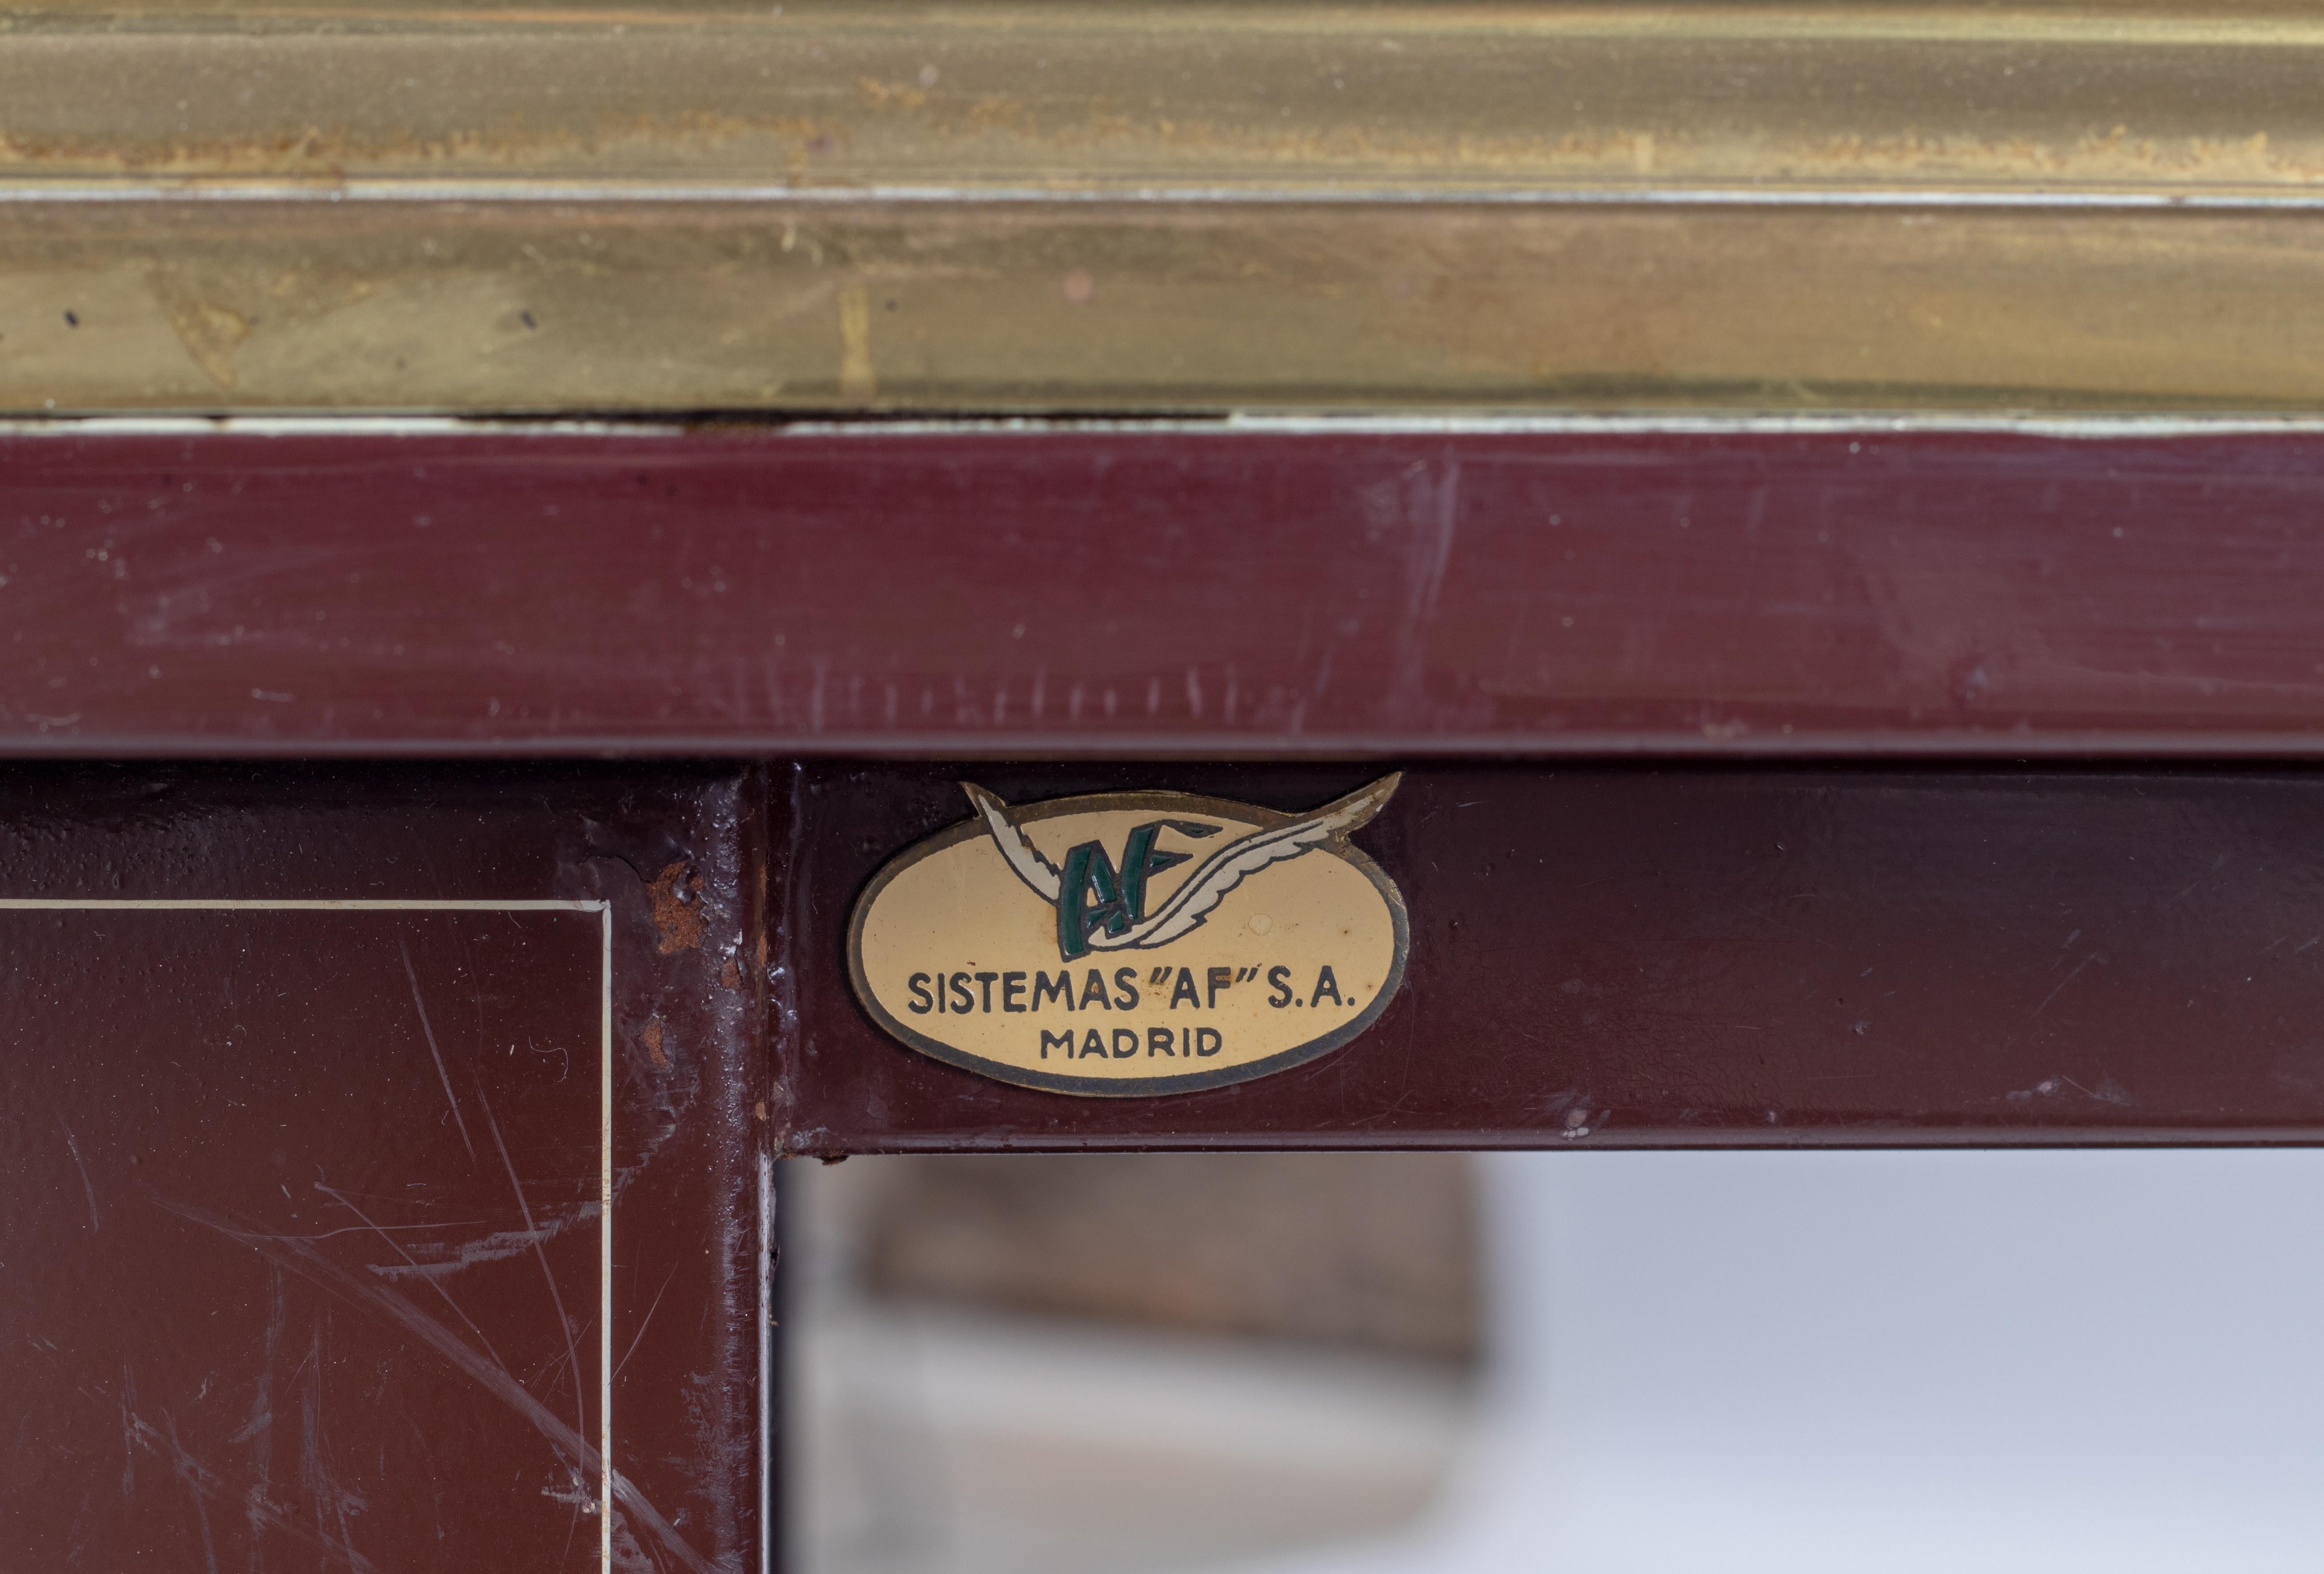 AF
SISTEMAS "AF" S.A.
MADRID